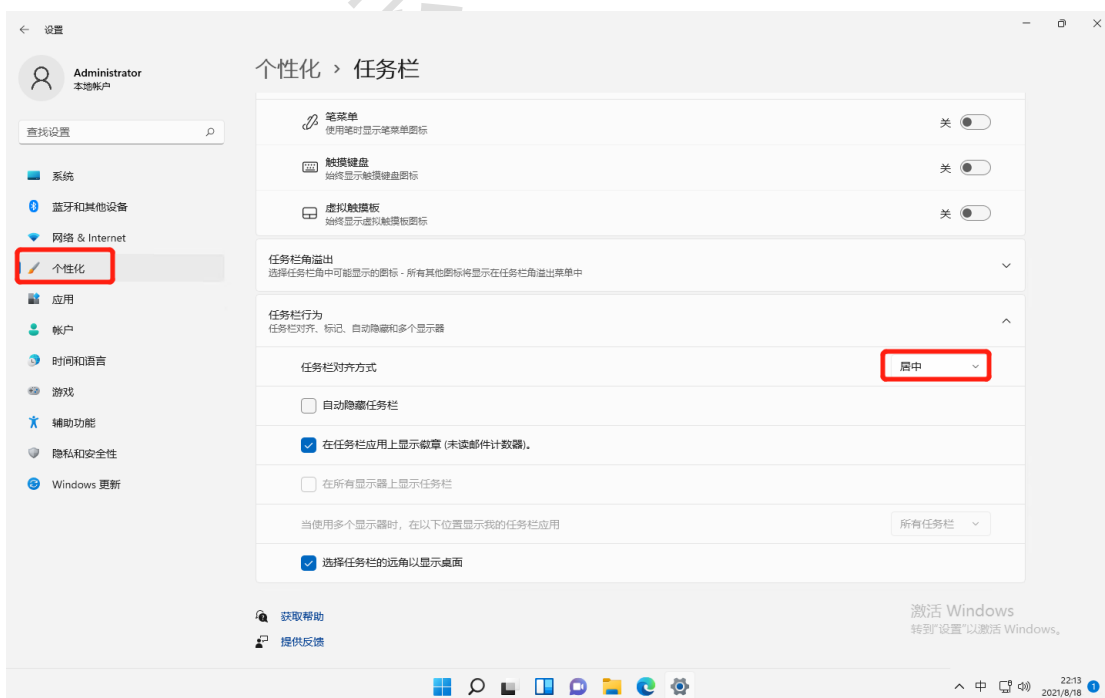 设置
Administrator
本地帐户
查找设置
系统
蓝牙和其他设备
网络 & Internet
个性化
应用
帐户
时间和语言
游戏
辅助功能
隐私和安全性
Windows 更新
个性化 › 任务栏
笔菜单
使用笔时显示笔菜单图标
关
触摸键盘
始终显示触摸键盘图标
关
虚拟触摸板
始终显示虚拟触摸板图标
关
任务栏角溢出
选择任务栏角中可能显示的图标 - 所有其他图标将显示在任务栏角溢出菜单中
任务栏行为
任务栏对齐、标记、自动隐藏和多个显示器
任务栏对齐方式
居中
自动隐藏任务栏
在任务栏应用上显示徽章 (未读邮件计数器)。
在所有显示器上显示任务栏
当使用多个显示器时，在以下位置显示我的任务栏应用
所有任务栏
选择任务栏的远角以显示桌面
获取帮助
提供反馈
激活 Windows
转到"设置"以激活 Windows。
中
22:13
2021/8/18
1